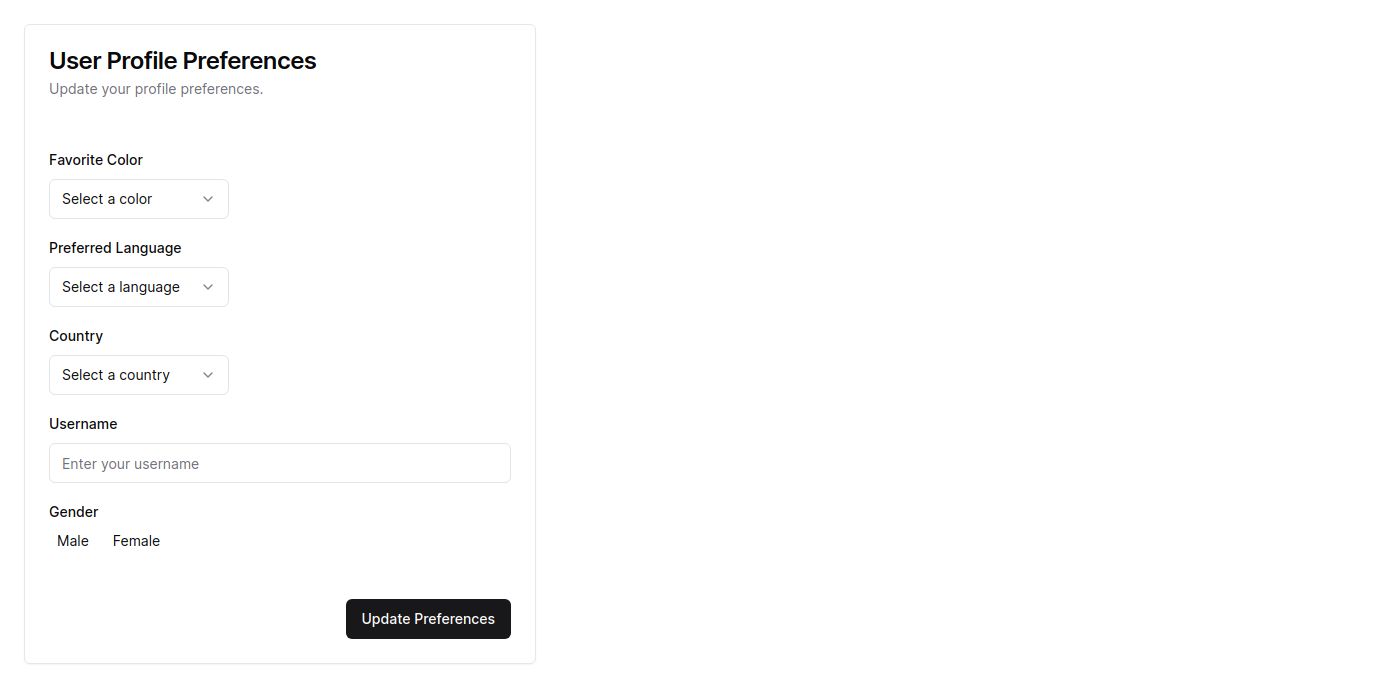 User Profile Preferences
Update your profile preferences.
Favorite Color
Select a color
Preferred Language
Select a language
Country
Select a country
Username
Enter your username
Gender
Male Female
Update Preferences